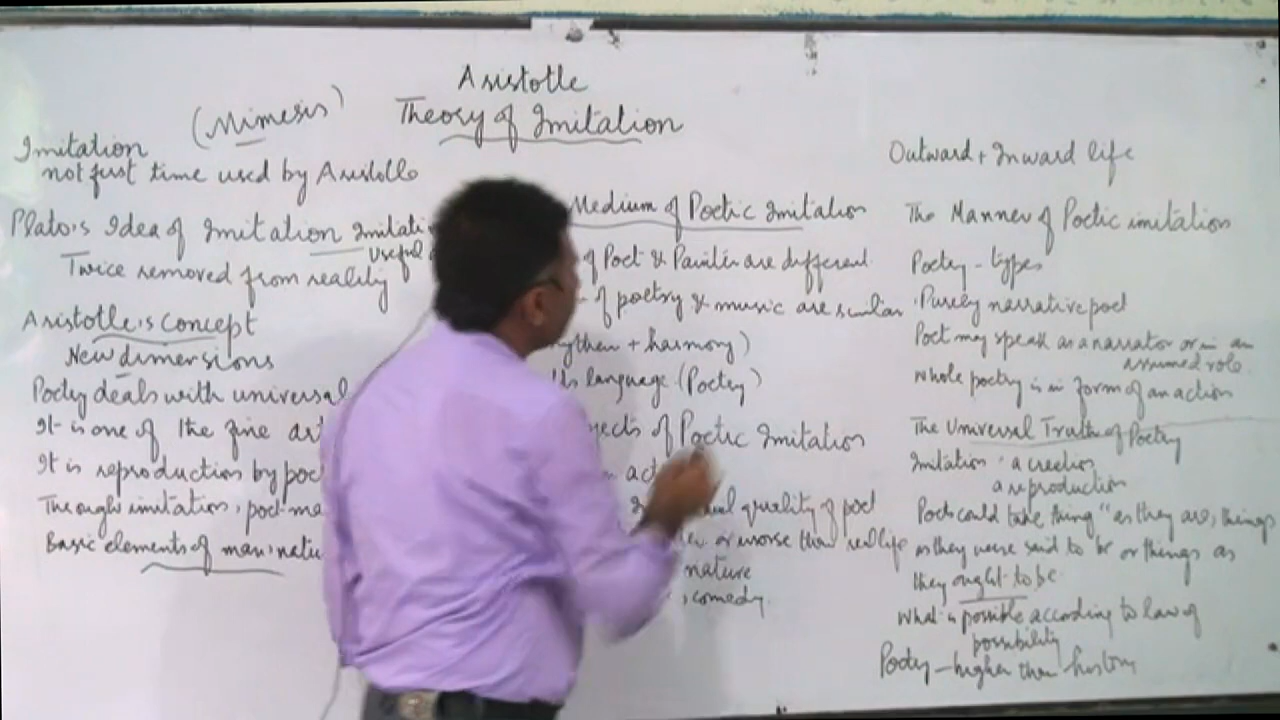 Aristotle
(Mimesis) Theory of Imitation
Imitation
not first time used by Aristotle
Plato's Idea of Imitation
Twice removed from reality
Aristotle's Concept
New dimensions
Poetry deals with universal
It is one of the fine
It is reproduction by
Through imitation, poet
Basic elements of man's
Useful
Medium of Poetic Imitation
of Poet & Painter are different
of poetry & music are similar
+ harmony)
language (Poetry)
of Poetic Imitation
quality of poet
or worse than real life
nature
, comedy.
Outward + Inward life
The Manner of Poetic imitation
Poetry - types
Purely narrative poet
Poet may speak as a narrator or in an
assumed role
Whole poetry is in form of an action
The Universal Truth of Poetry
Imitation - a creation
a reproduction
Poets could take thing "as they are, things
as they were said to be or things as
they ought to be
What is possible according to law of
possibility
Poetry - higher than history